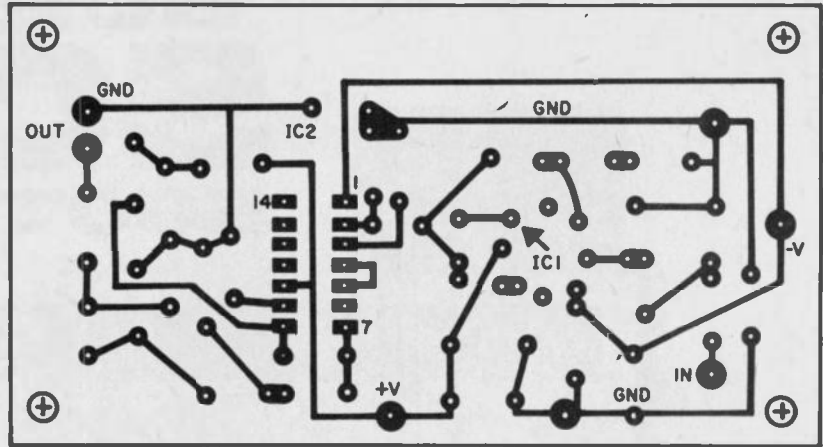 GND
OUT
IC2
GND
14
1
IC1
-V
7
+V
GND
IN